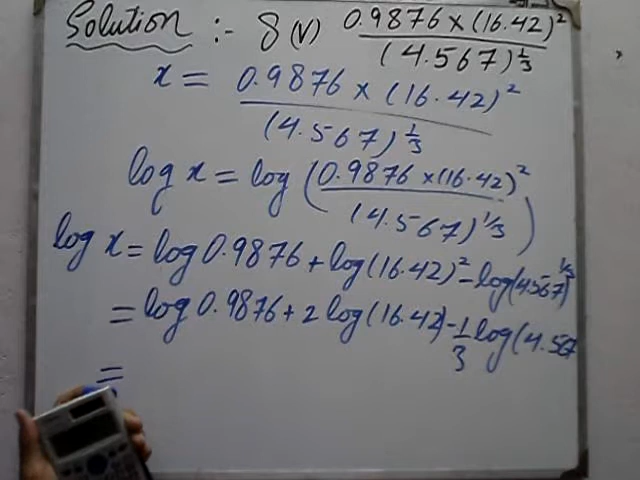 Solution :- 8 (v) 0.9876 × (16.42)² / (4.567)^1/3
x = 0.9876 × (16.42)² / (4.567)^1/3
log x = log (0.9876 × (16.42)² / (4.567)^1/3)
log x = log 0.9876 + log(16.42)² - log(4.567)^1/3
= log 0.9876 + 2 log(16.42) - 1/3 log(4.567
=